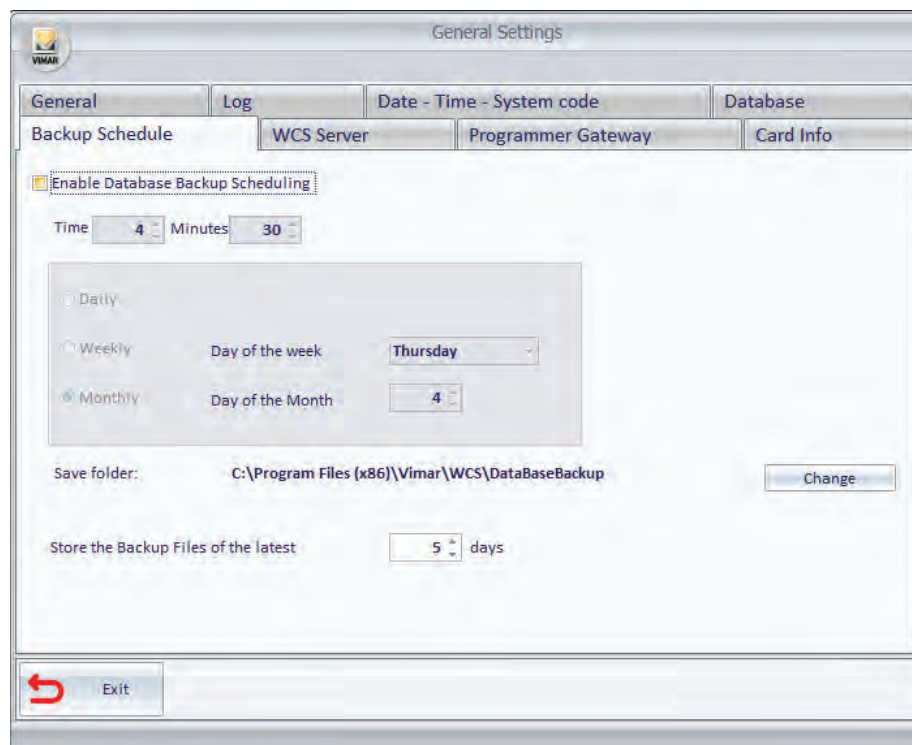 General Settings
VIMAR
General Log Date - Time - System code Database
Backup Schedule WCS Server Programmer Gateway Card Info
Enable Database Backup Scheduling
Time 4 Minutes 30
Daily
Weekly Day of the week Thursday
Monthly Day of the Month 4
Save folder: C:\Program Files (x86)\Vimar\WCS\DataBaseBackup Change
Store the Backup Files of the latest 5 days
Exit